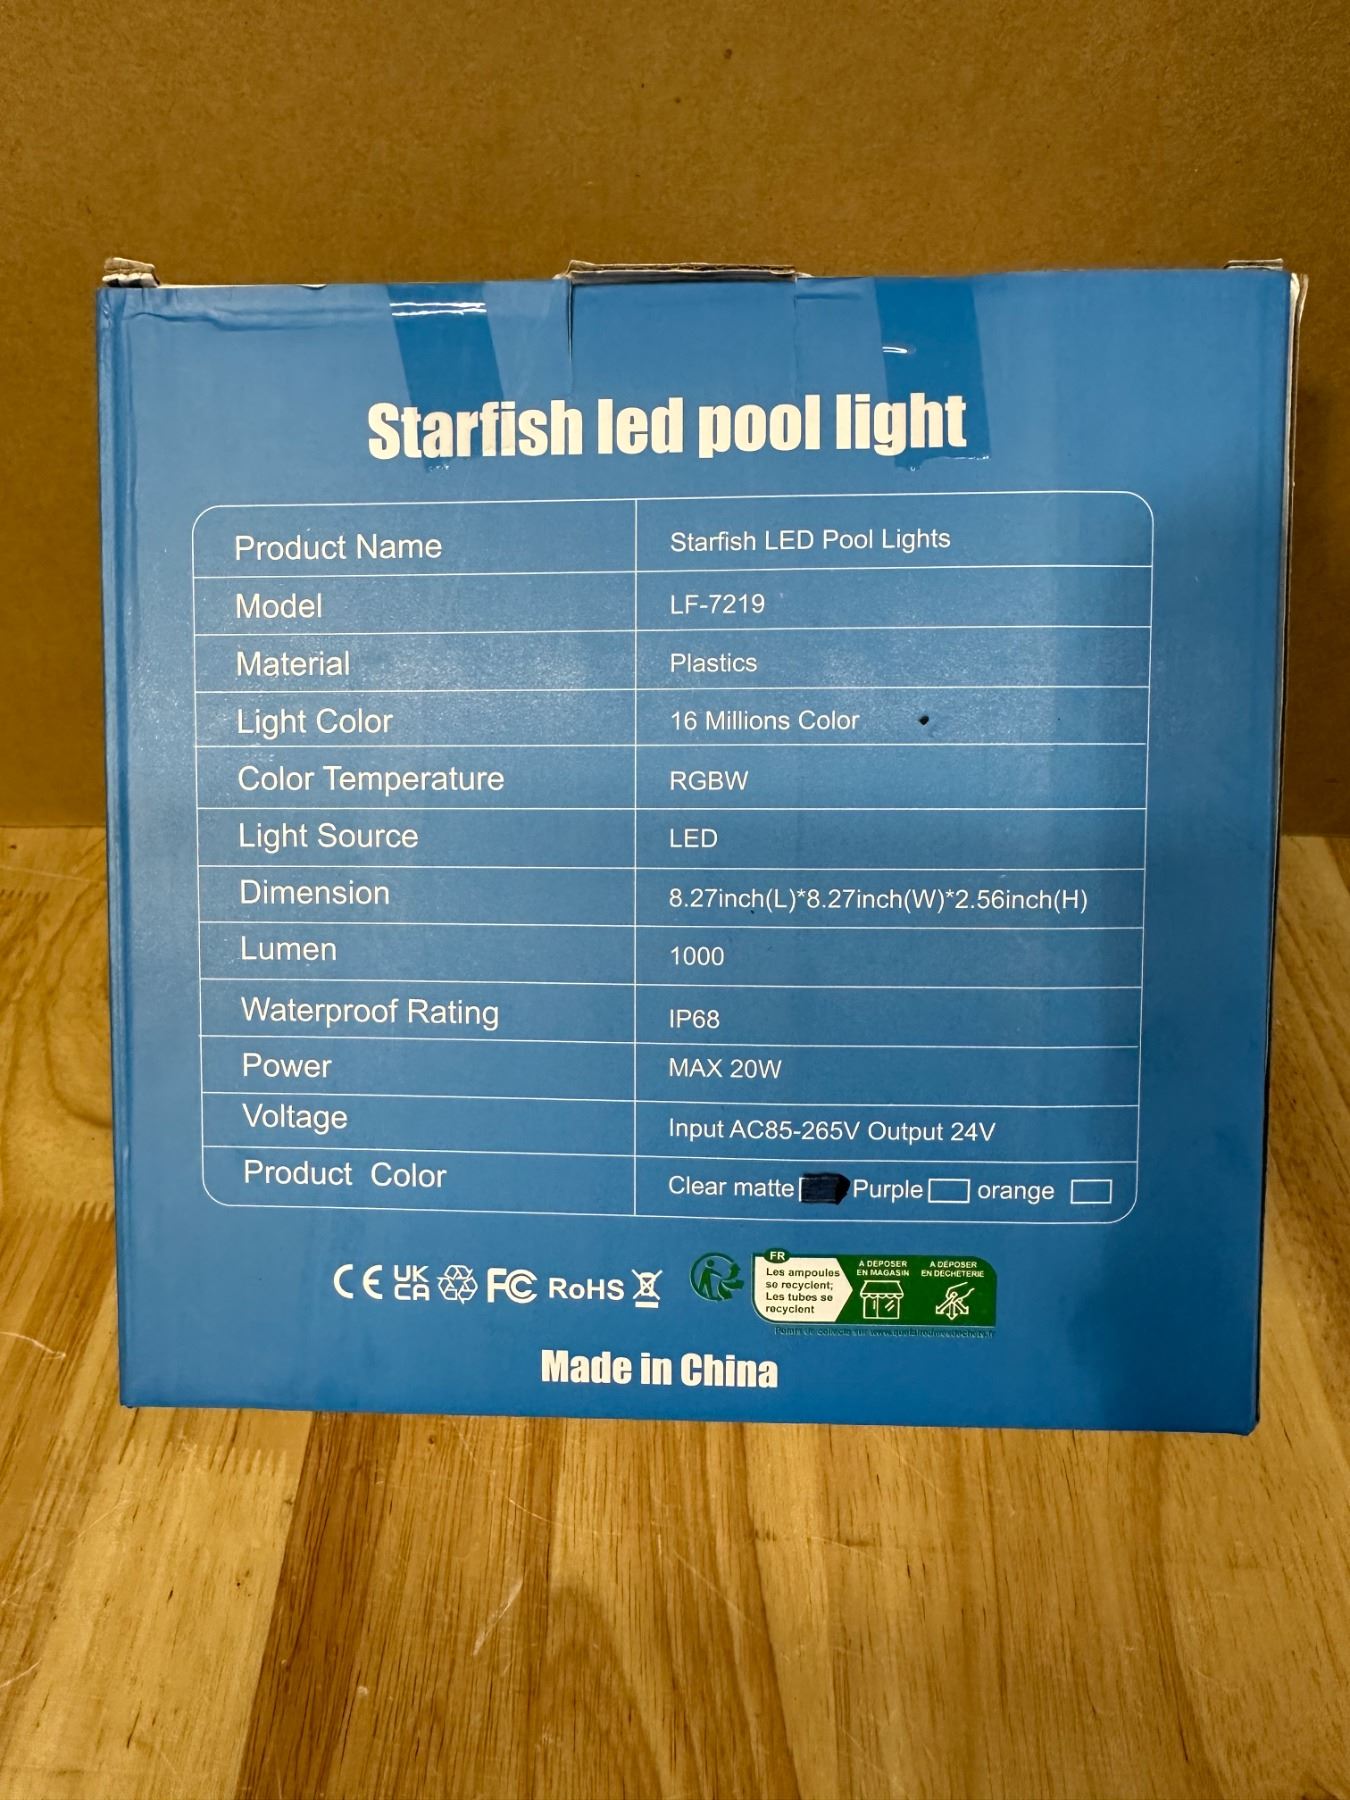 Starfish led pool light
Product Name Starfish LED Pool Lights
Model LF-7219
Material Plastics
Light Color 16 Millions Color
Color Temperature RGBW
Light Source LED
Dimension 8.27inch(L)*8.27inch(W)*2.56inch(H)
Lumen 1000
Waterproof Rating IP68
Power MAX 20W
Voltage Input AC85-265V Output 24V
Product Color Clear matte Purple orange
CE UK CA FC RoHS
FR
Les ampoules
se recyclent;
Les tubes se
recyclent
A DEPOSER
EN MAGASIN
A DEPOSER
EN DECHETERIE
Made in China